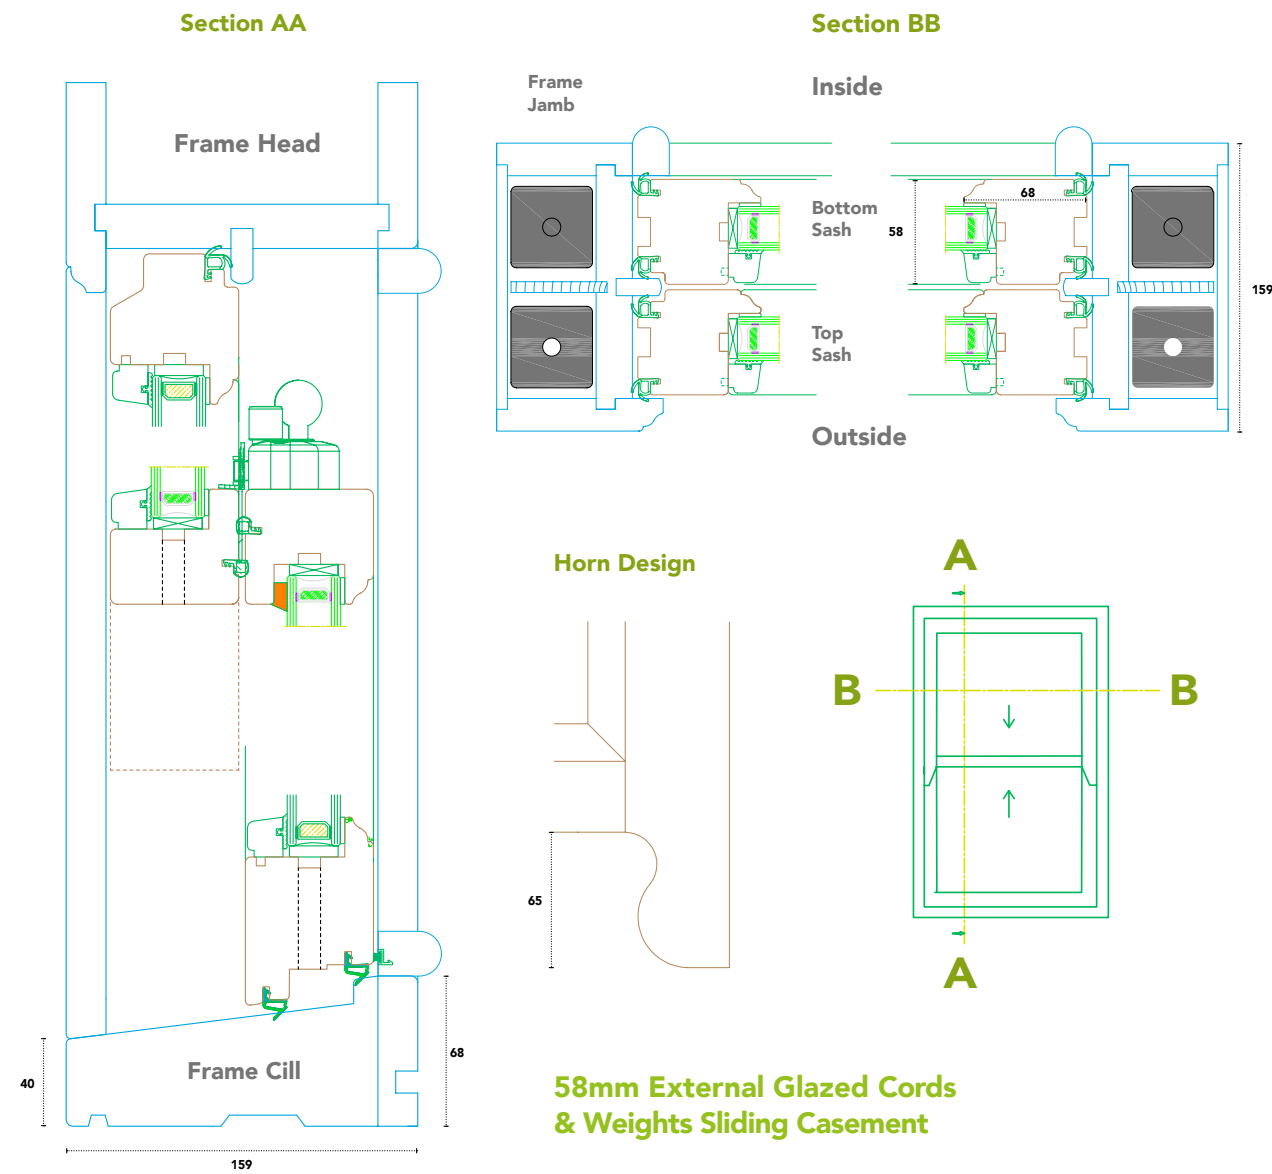 Section AA
Section BB
Frame
Jamb
Inside
Frame Head
68
Bottom
Sash
58
159
Top
Sash
Outside
Horn Design
A
B
B
65
A
Frame Cill
68
40
58mm External Glazed Cords
& Weights Sliding Casement
159